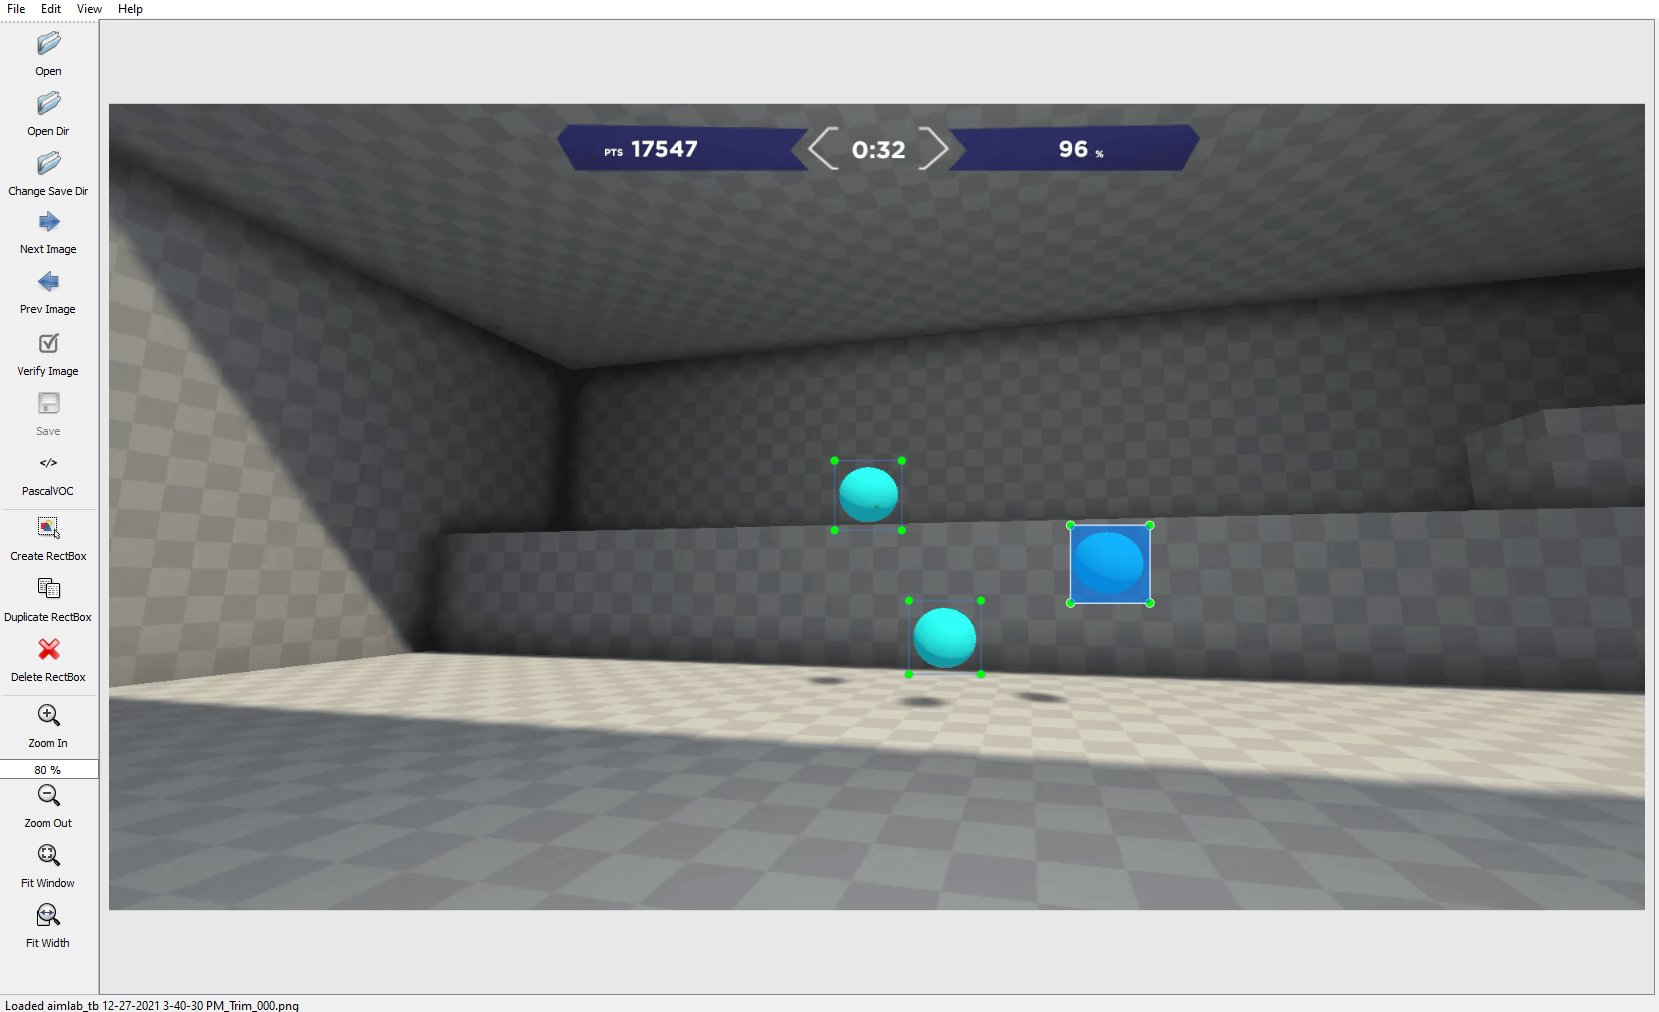 File Edit View Help
Open
Open Dir
Change Save Dir
Next Image
Prev Image
Verify Image
Save
</>
PascalVOC
Create RectBox
Duplicate RectBox
Delete RectBox
Zoom In
80 %
Zoom Out
Fit Window
Fit Width
PTS 17547 0:32 96 %
Loaded aimlab_tb 12-27-2021 3-40-30 PM_Trim_000.png